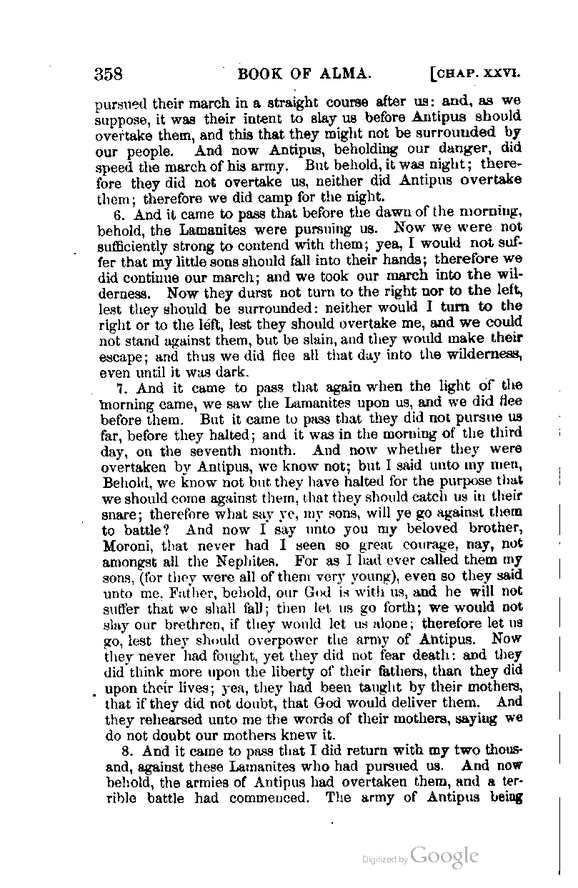 358 BOOK OF ALMA. [CHAP. XXVI.
pursued their march in a straight course after us: and, as we
suppose, it was their intent to slay us before Antipus should
overtake them, and this that they might not be surrounded by
our people. And now Antipus, beholding our danger, did
speed the march of his army. But behold, it was night; there-
fore they did not overtake us, neither did Antipus overtake
them; therefore we did camp for the night.
6. And it came to pass that before the dawn of the morning,
behold, the Lamanites were pursuing us. Now we were not
sufficiently strong to contend with them; yea, I would not suf-
fer that my little sons should fall into their hands; therefore we
did continue our march; and we took our march into the wil-
derness. Now they durst not turn to the right nor to the left,
lest they should be surrounded: neither would I turn to the
right or to the left, lest they should overtake me, and we could
not stand against them, but be slain, and they would make their
escape; and thus we did flee all that day into the wilderness,
even until it was dark.
7. And it came to pass that again when the light of the
morning came, we saw the Lamanites upon us, and we did flee
before them. But it came to pass that they did not pursue us
far, before they halted; and it was in the morning of the third
day, on the seventh month. And now whether they were
overtaken by Antipus, we know not; but I said unto my men,
Behold, we know not but they have halted for the purpose that
we should come against them, that they should catch us in their
snare; therefore what say ye, my sons, will ye go against them
to battle? And now I say unto you my beloved brother,
Moroni, that never had I seen so great courage, nay, not
amongst all the Nephites. For as I had ever called them my
sons, (for they were all of them very young), even so they said
unto me, Father, behold, our God is with us, and he will not
suffer that we shall fall; then let us go forth; we would not
slay our brethren, if they would let us alone; therefore let us
go, lest they should overpower the army of Antipus. Now
they never had fought, yet they did not fear death: and they
did think more upon the liberty of their fathers, than they did
upon their lives; yea, they had been taught by their mothers,
that if they did not doubt, that God would deliver them. And
they rehearsed unto me the words of their mothers, saying we
do not doubt our mothers knew it.
8. And it came to pass that I did return with my two thous-
and, against these Lamanites who had pursued us. And now
behold, the armies of Antipus had overtaken them, and a ter-
rible battle had commenced. The army of Antipus being
Digitized by Google